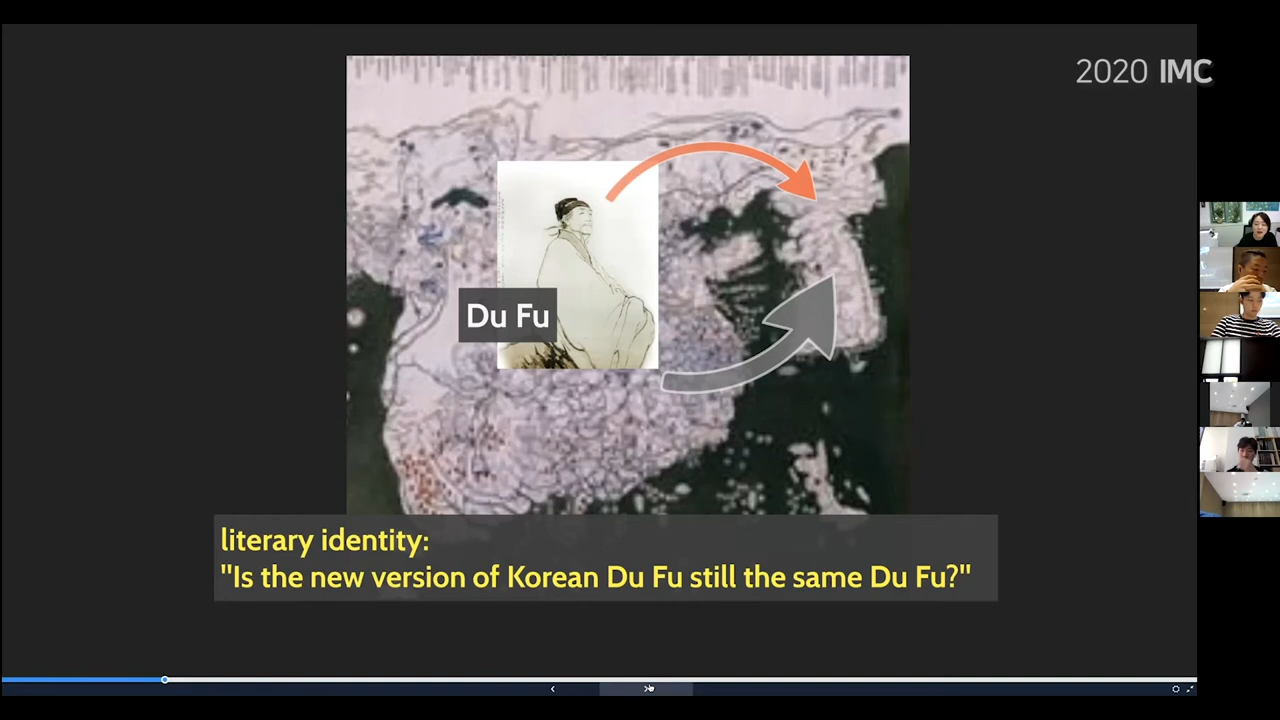 2020 IMC
Du Fu
literary identity:
"Is the new version of Korean Du Fu still the same Du Fu?"